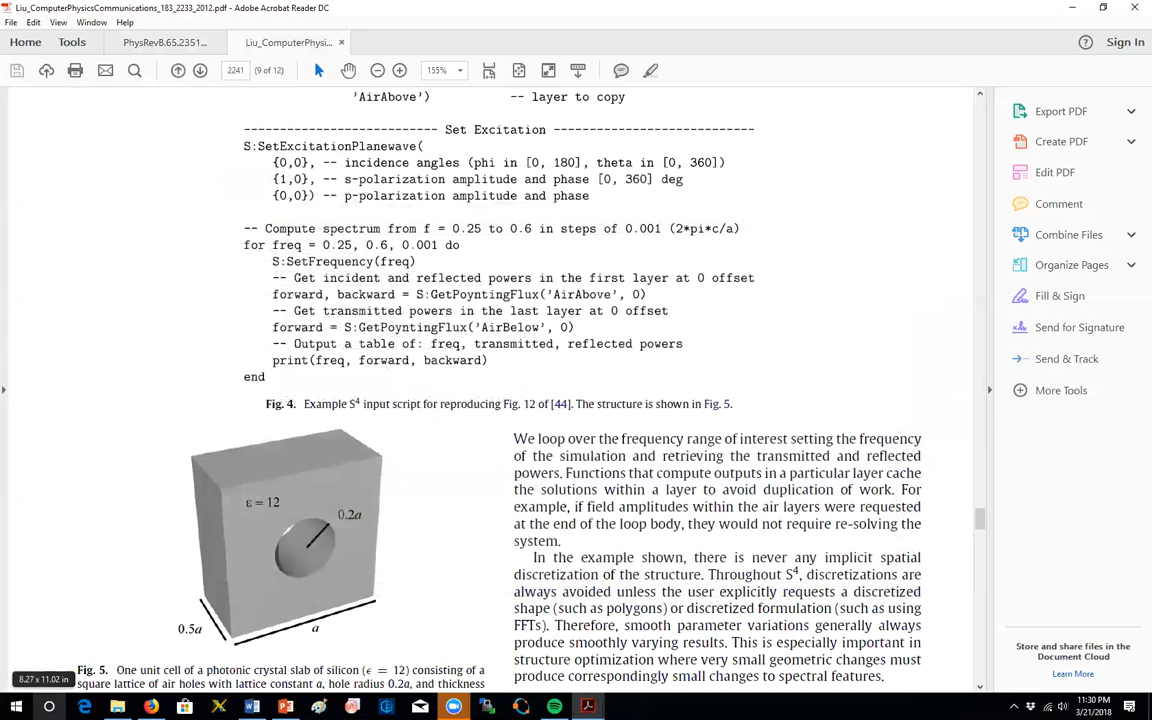 Liu_ComputerPhysicsCommunications_183_2233_2012.pdf - Adobe Acrobat Reader DC
File Edit View Window Help
Home Tools PhysRevB.65.2351... Liu_ComputerPhysi... × Sign In
2241 (9 of 12) 155%
'AirAbove') -- layer to copy
--------------------------- Set Excitation ----------------------------
S:SetExcitationPlanewave(
{0,0}, -- incidence angles (phi in [0, 180], theta in [0, 360])
{1,0}, -- s-polarization amplitude and phase [0, 360] deg
{0,0}) -- p-polarization amplitude and phase
-- Compute spectrum from f = 0.25 to 0.6 in steps of 0.001 (2*pi*c/a)
for freq = 0.25, 0.6, 0.001 do
S:SetFrequency(freq)
-- Get incident and reflected powers in the first layer at 0 offset
forward, backward = S:GetPoyntingFlux('AirAbove', 0)
-- Get transmitted powers in the last layer at 0 offset
forward = S:GetPoyntingFlux('AirBelow', 0)
-- Output a table of: freq, transmitted, reflected powers
print(freq, forward, backward)
end
Fig. 4. Example S⁴ input script for reproducing Fig. 12 of [44]. The structure is shown in Fig. 5.
ε = 12
0.2a
0.5a
a
Fig. 5. One unit cell of a photonic crystal slab of silicon (ϵ = 12) consisting of a
square lattice of air holes with lattice constant a, hole radius 0.2a, and thickness
We loop over the frequency range of interest setting the frequency
of the simulation and retrieving the transmitted and reflected
powers. Functions that compute outputs in a particular layer cache
the solutions within a layer to avoid duplication of work. For
example, if field amplitudes within the air layers were requested
at the end of the loop body, they would not require re-solving the
system.
In the example shown, there is never any implicit spatial
discretization of the structure. Throughout S⁴, discretizations are
always avoided unless the user explicitly requests a discretized
shape (such as polygons) or discretized formulation (such as using
FFTs). Therefore, smooth parameter variations generally always
produce smoothly varying results. This is especially important in
structure optimization where very small geometric changes must
produce correspondingly small changes to spectral features.
Export PDF
Create PDF
Edit PDF
Comment
Combine Files
Organize Pages
Fill & Sign
Send for Signature
Send & Track
More Tools
Store and share files in the
Document Cloud
Learn More
8.27 x 11.02 in
11:30 PM
3/21/2018